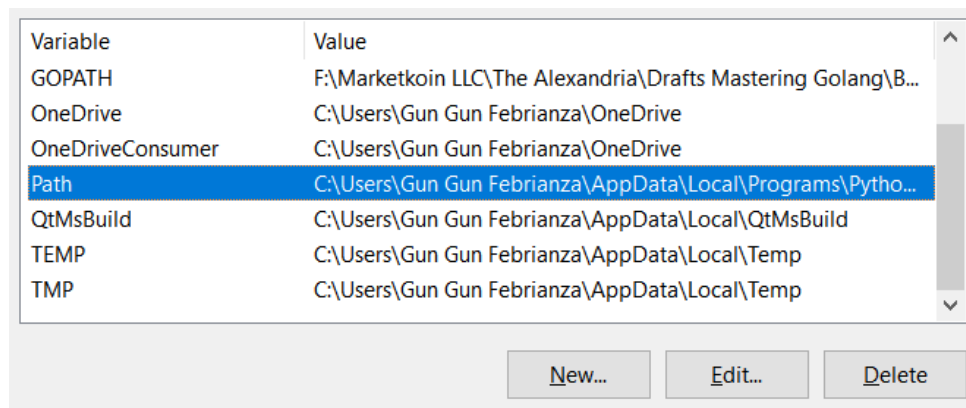 Variable Value
GOPATH F:\Marketkoin LLC\The Alexandria\Drafts Mastering Golang\B...
OneDrive C:\Users\Gun Gun Febrianza\OneDrive
OneDriveConsumer C:\Users\Gun Gun Febrianza\OneDrive
Path C:\Users\Gun Gun Febrianza\AppData\Local\Programs\Pytho...
QtMsBuild C:\Users\Gun Gun Febrianza\AppData\Local\QtMsBuild
TEMP C:\Users\Gun Gun Febrianza\AppData\Local\Temp
TMP C:\Users\Gun Gun Febrianza\AppData\Local\Temp
New... Edit... Delete